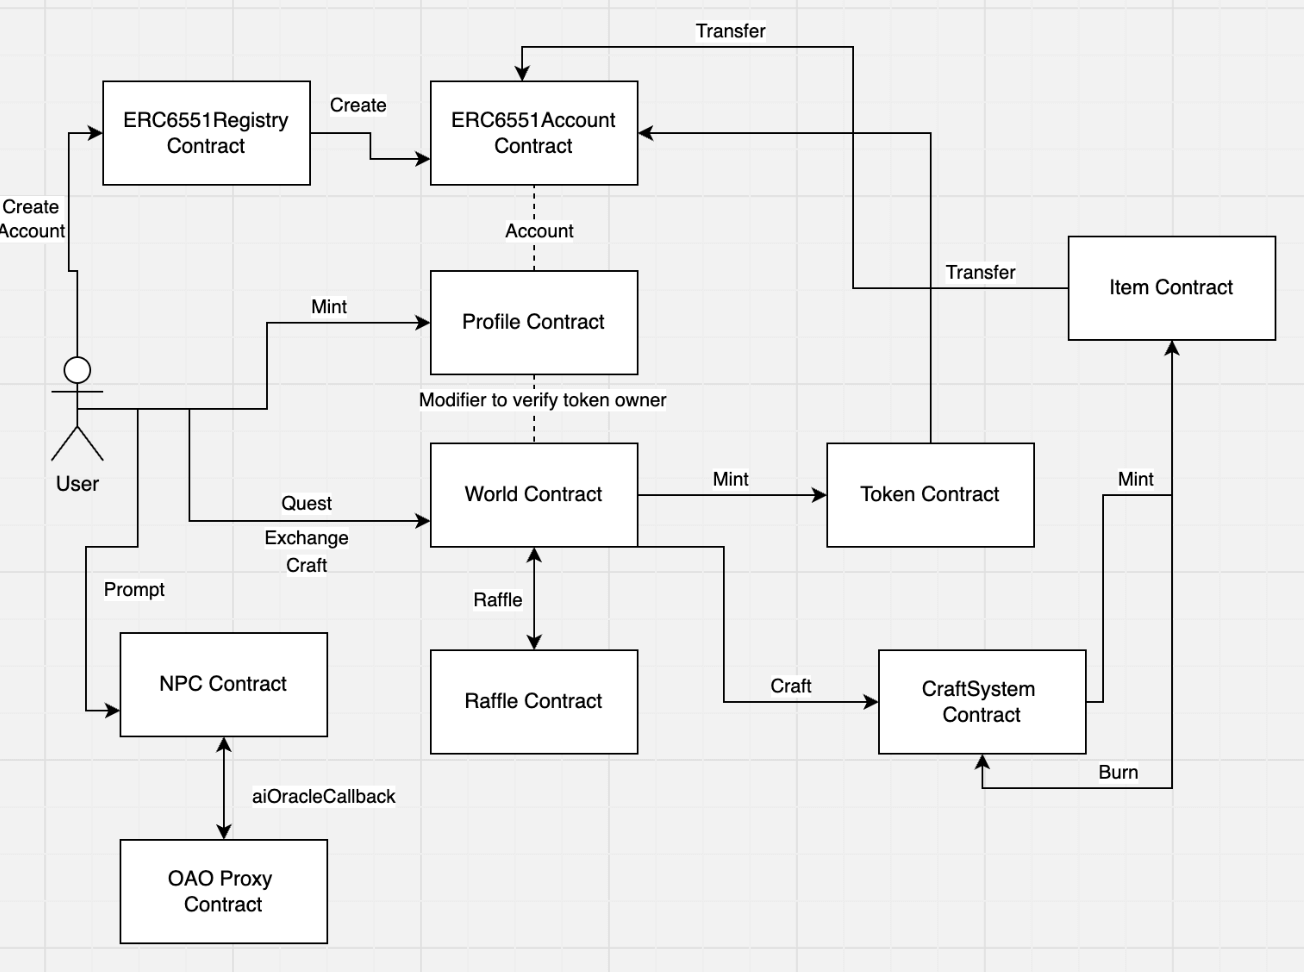 Transfer
ERC6551Registry
Contract
Create
ERC6551Account
Contract
Create
Account
Account
Transfer
Item Contract
Mint
Profile Contract
Modifier to verify token owner
User
Quest
Exchange
Craft
World Contract
Mint
Token Contract
Mint
Prompt
Raffle
NPC Contract
Raffle Contract
Craft
CraftSystem
Contract
Burn
aiOracleCallback
OAO Proxy
Contract